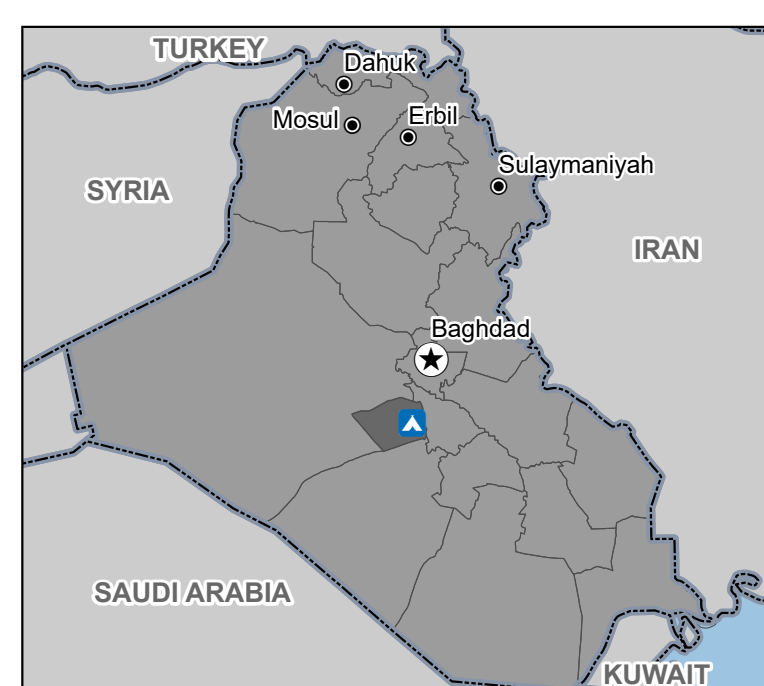 TURKEY
Dahuk
Mosul
Erbil
Sulaymaniyah
SYRIA
IRAN
Baghdad
SAUDI ARABIA
KUWAIT